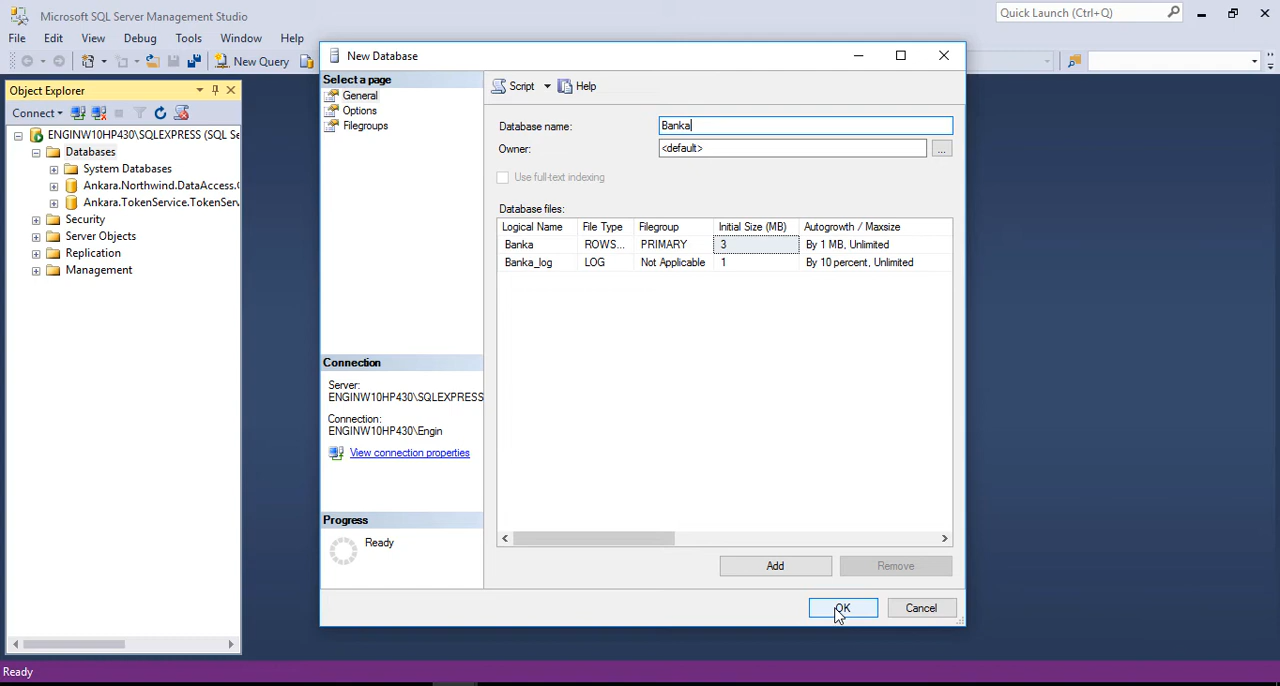 Microsoft SQL Server Management Studio
Quick Launch (Ctrl+Q)
File Edit View Debug Tools Window Help
New Query
Object Explorer
Connect
ENGINW10HP430\SQLEXPRESS (SQL Se
Databases
System Databases
Ankara.Northwind.DataAccess.
Ankara.TokenService.TokenSer
Security
Server Objects
Replication
Management
New Database
Select a page
General
Options
Filegroups
Script Help
Database name: Banka
Owner: <default> ...
Use full-text indexing
Database files:
Logical Name File Type Filegroup Initial Size (MB) Autogrowth / Maxsize
Banka ROWS... PRIMARY 3 By 1 MB, Unlimited
Banka_log LOG Not Applicable 1 By 10 percent, Unlimited
Connection
Server:
ENGINW10HP430\SQLEXPRESS
Connection:
ENGINW10HP430\Engin
View connection properties
Progress
Ready
Add Remove
OK Cancel
Ready